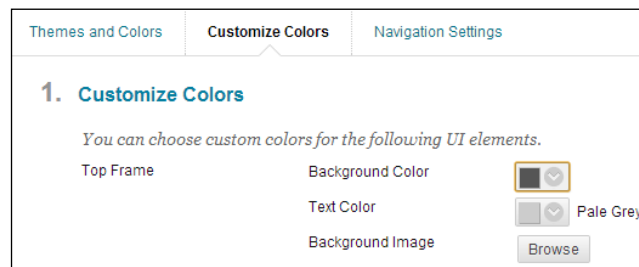 Themes and Colors Customize Colors Navigation Settings
1. Customize Colors
You can choose custom colors for the following UI elements.
Top Frame Background Color
Text Color Pale Grey
Background Image Browse